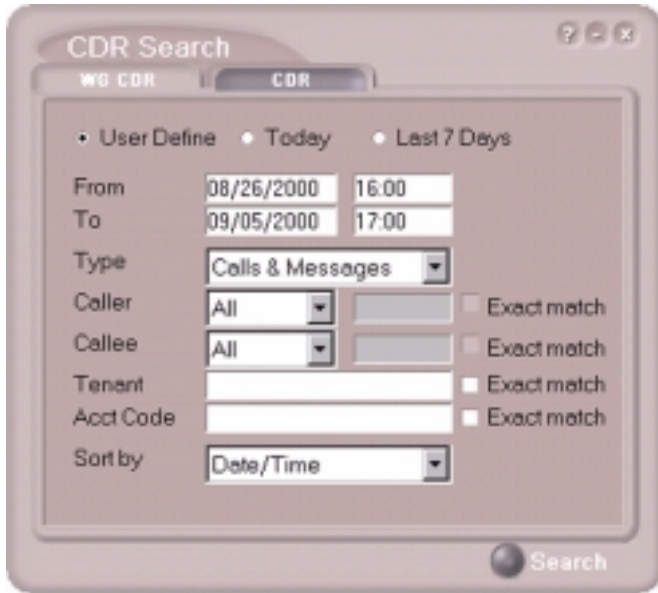 CDR Search
? - x
WG CDR CDR
User Define Today Last 7 Days
From 08/26/2000 16:00
To 09/05/2000 17:00
Type Calls & Messages
Caller All Exact match
Callee All Exact match
Tenant Exact match
Acct Code Exact match
Sort by Date/Time
Search